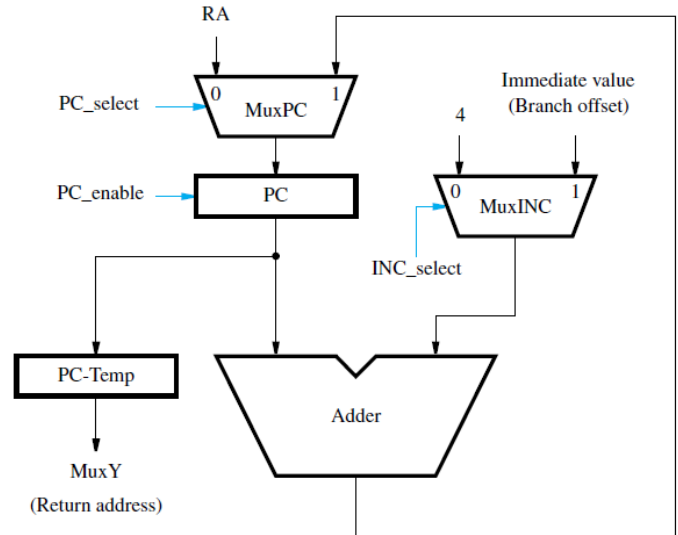 RA
0
1
PC_select
MuxPC
Immediate value
(Branch offset)
4
PC_enable
PC
0
1
MuxINC
INC_select
PC-Temp
Adder
MuxY
(Return address)